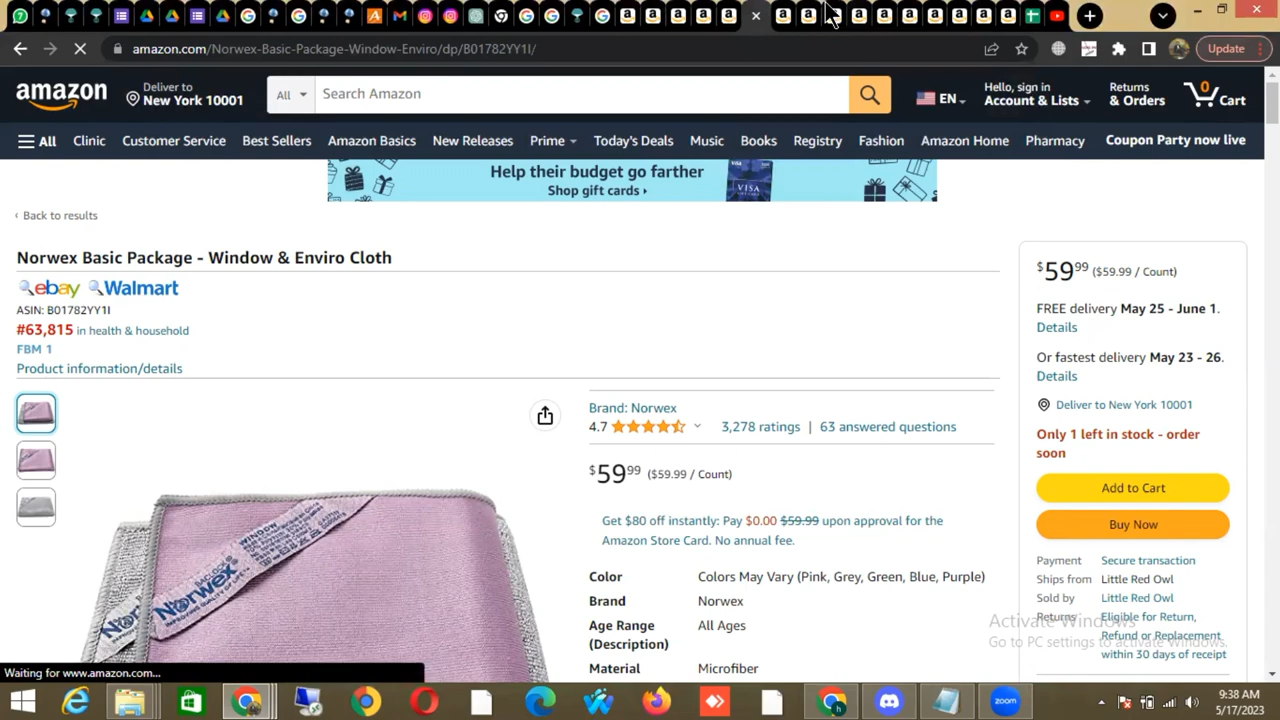 amazon.com/Norwex-Basic-Package-Window-Enviro/dp/B01782YY1I/
Update
amazon
Deliver to
New York 10001
All
Search Amazon
EN
Hello, sign in
Account & Lists
Returns
& Orders
0
Cart
All
Clinic
Customer Service
Best Sellers
Amazon Basics
New Releases
Prime
Today's Deals
Music
Books
Registry
Fashion
Amazon Home
Pharmacy
Coupon Party now live
Help their budget go farther
Shop gift cards ›
VISA
‹ Back to results
Norwex Basic Package - Window & Enviro Cloth
ebay
Walmart
ASIN: B01782YY1I
#63,815 in health & household
FBM 1
Product information/details
WINDOW
Norwex
Brand: Norwex
4.7
3,278 ratings | 63 answered questions
$59⁹⁹ ($59.99 / Count)
Get $80 off instantly: Pay $0.00 $59.99 upon approval for the
Amazon Store Card. No annual fee.
Color Colors May Vary (Pink, Grey, Green, Blue, Purple)
Brand Norwex
Age Range All Ages
(Description)
Material Microfiber
$59⁹⁹ ($59.99 / Count)
FREE delivery May 25 - June 1.
Details
Or fastest delivery May 23 - 26.
Details
Deliver to New York 10001
Only 1 left in stock - order
soon
Add to Cart
Buy Now
Payment Secure transaction
Ships from Little Red Owl
Sold by Little Red Owl
Returns Eligible for Return,
Refund or Replacement
within 30 days of receipt
Activate Windows
Go to PC settings to activate Windows.
Waiting for www.amazon.com...
zoom
9:38 AM
5/17/2023